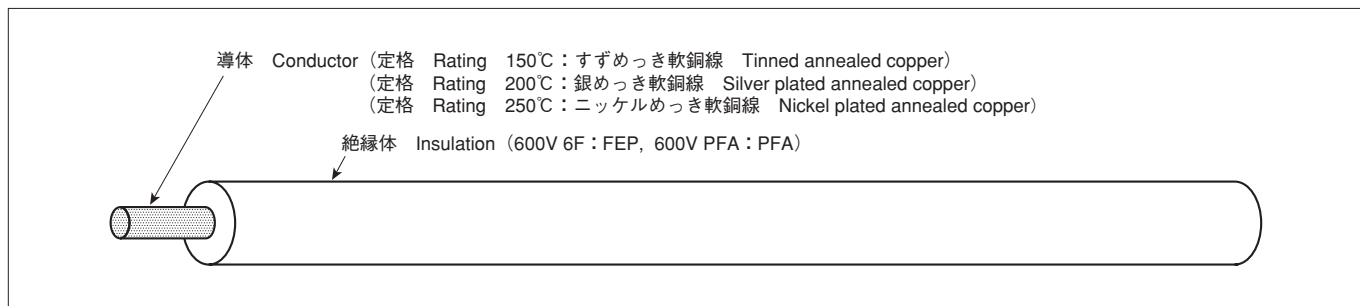 導体　Conductor（定格　Rating　150℃：すずめっき軟銅線　Tinned annealed copper）
（定格　Rating　200℃：銀めっき軟銅線　Silver plated annealed copper）
（定格　Rating　250℃：ニッケルめっき軟銅線　Nickel plated annealed copper）
絶縁体　Insulation（600V 6F：FEP, 600V PFA：PFA）